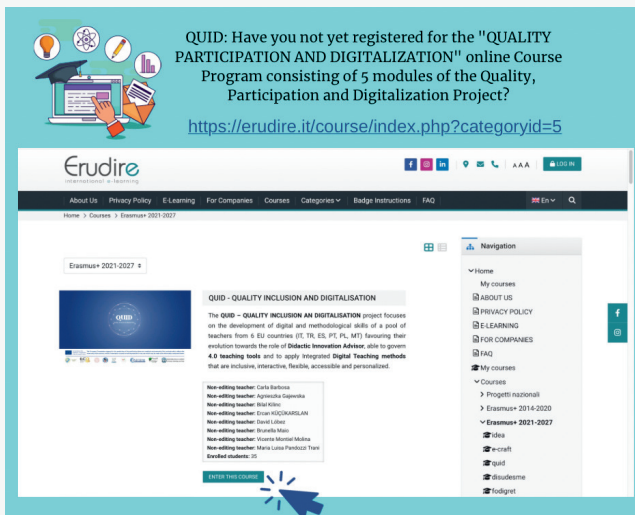 QUID: Have you not yet registered for the "QUALITY
PARTICIPATION AND DIGITALIZATION" online Course
Program consisting of 5 modules of the Quality,
Participation and Digitalization Project?
https://erudire.it/course/index.php?categoryid=5
Erudire
international e-learning
A A A
LOG IN
About Us Privacy Policy E-Learning For Companies Courses Categories Badge Instructions FAQ En
Home > Courses > Erasmus+ 2021-2027
Erasmus+ 2021-2027
QUID
QUID - QUALITY INCLUSION AND DIGITALISATION
The QUID – QUALITY INCLUSION AN DIGITALISATION project focuses
on the development of digital and methodological skills of a pool of
teachers from 6 EU countries (IT, TR, ES, PT, PL, MT) favouring their
evolution towards the role of Didactic Innovation Advisor, able to govern
4.0 teaching tools and to apply Integrated Digital Teaching methods
that are inclusive, interactive, flexible, accessible and personalized.
Non-editing teacher: Carla Barbosa
Non-editing teacher: Agnieszka Gajewska
Non-editing teacher: Bilal Kilinc
Non-editing teacher: Ercan KÜÇÜKARSLAN
Non-editing teacher: David López
Non-editing teacher: Brunella Maio
Non-editing teacher: Vicente Montiel Molina
Non-editing teacher: Maria Luisa Pandozzi Trani
Enrolled students: 35
ENTER THIS COURSE
Navigation
Home
My courses
ABOUT US
PRIVACY POLICY
E-LEARNING
FOR COMPANIES
FAQ
My courses
Courses
Progetti nazionali
Erasmus+ 2014-2020
Erasmus+ 2021-2027
idea
e-craft
quid
disudesme
fodigret